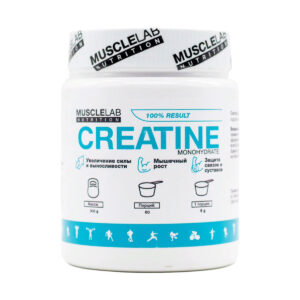 MUSCLELAB
NUTRITION
MUSCLELAB
NUTRITION
100% RESULT
CREATINE
MONOHYDRATE
Увеличение силы
и выносливости
Мышечный
рост
Защита
связок и
суставов
Масса
Порций
1 порция
300 g
60
5 g